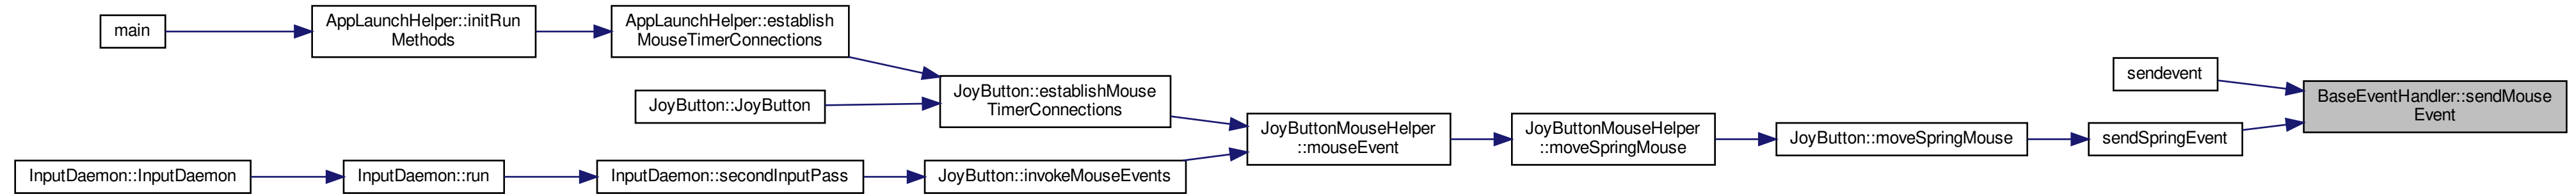 main
AppLaunchHelper::initRun
Methods
AppLaunchHelper::establish
MouseTimerConnections
JoyButton::JoyButton
JoyButton::establishMouse
TimerConnections
InputDaemon::InputDaemon
InputDaemon::run
InputDaemon::secondInputPass
JoyButton::invokeMouseEvents
JoyButtonMouseHelper
::mouseEvent
JoyButtonMouseHelper
::moveSpringMouse
JoyButton::moveSpringMouse
sendevent
sendSpringEvent
BaseEventHandler::sendMouse
Event